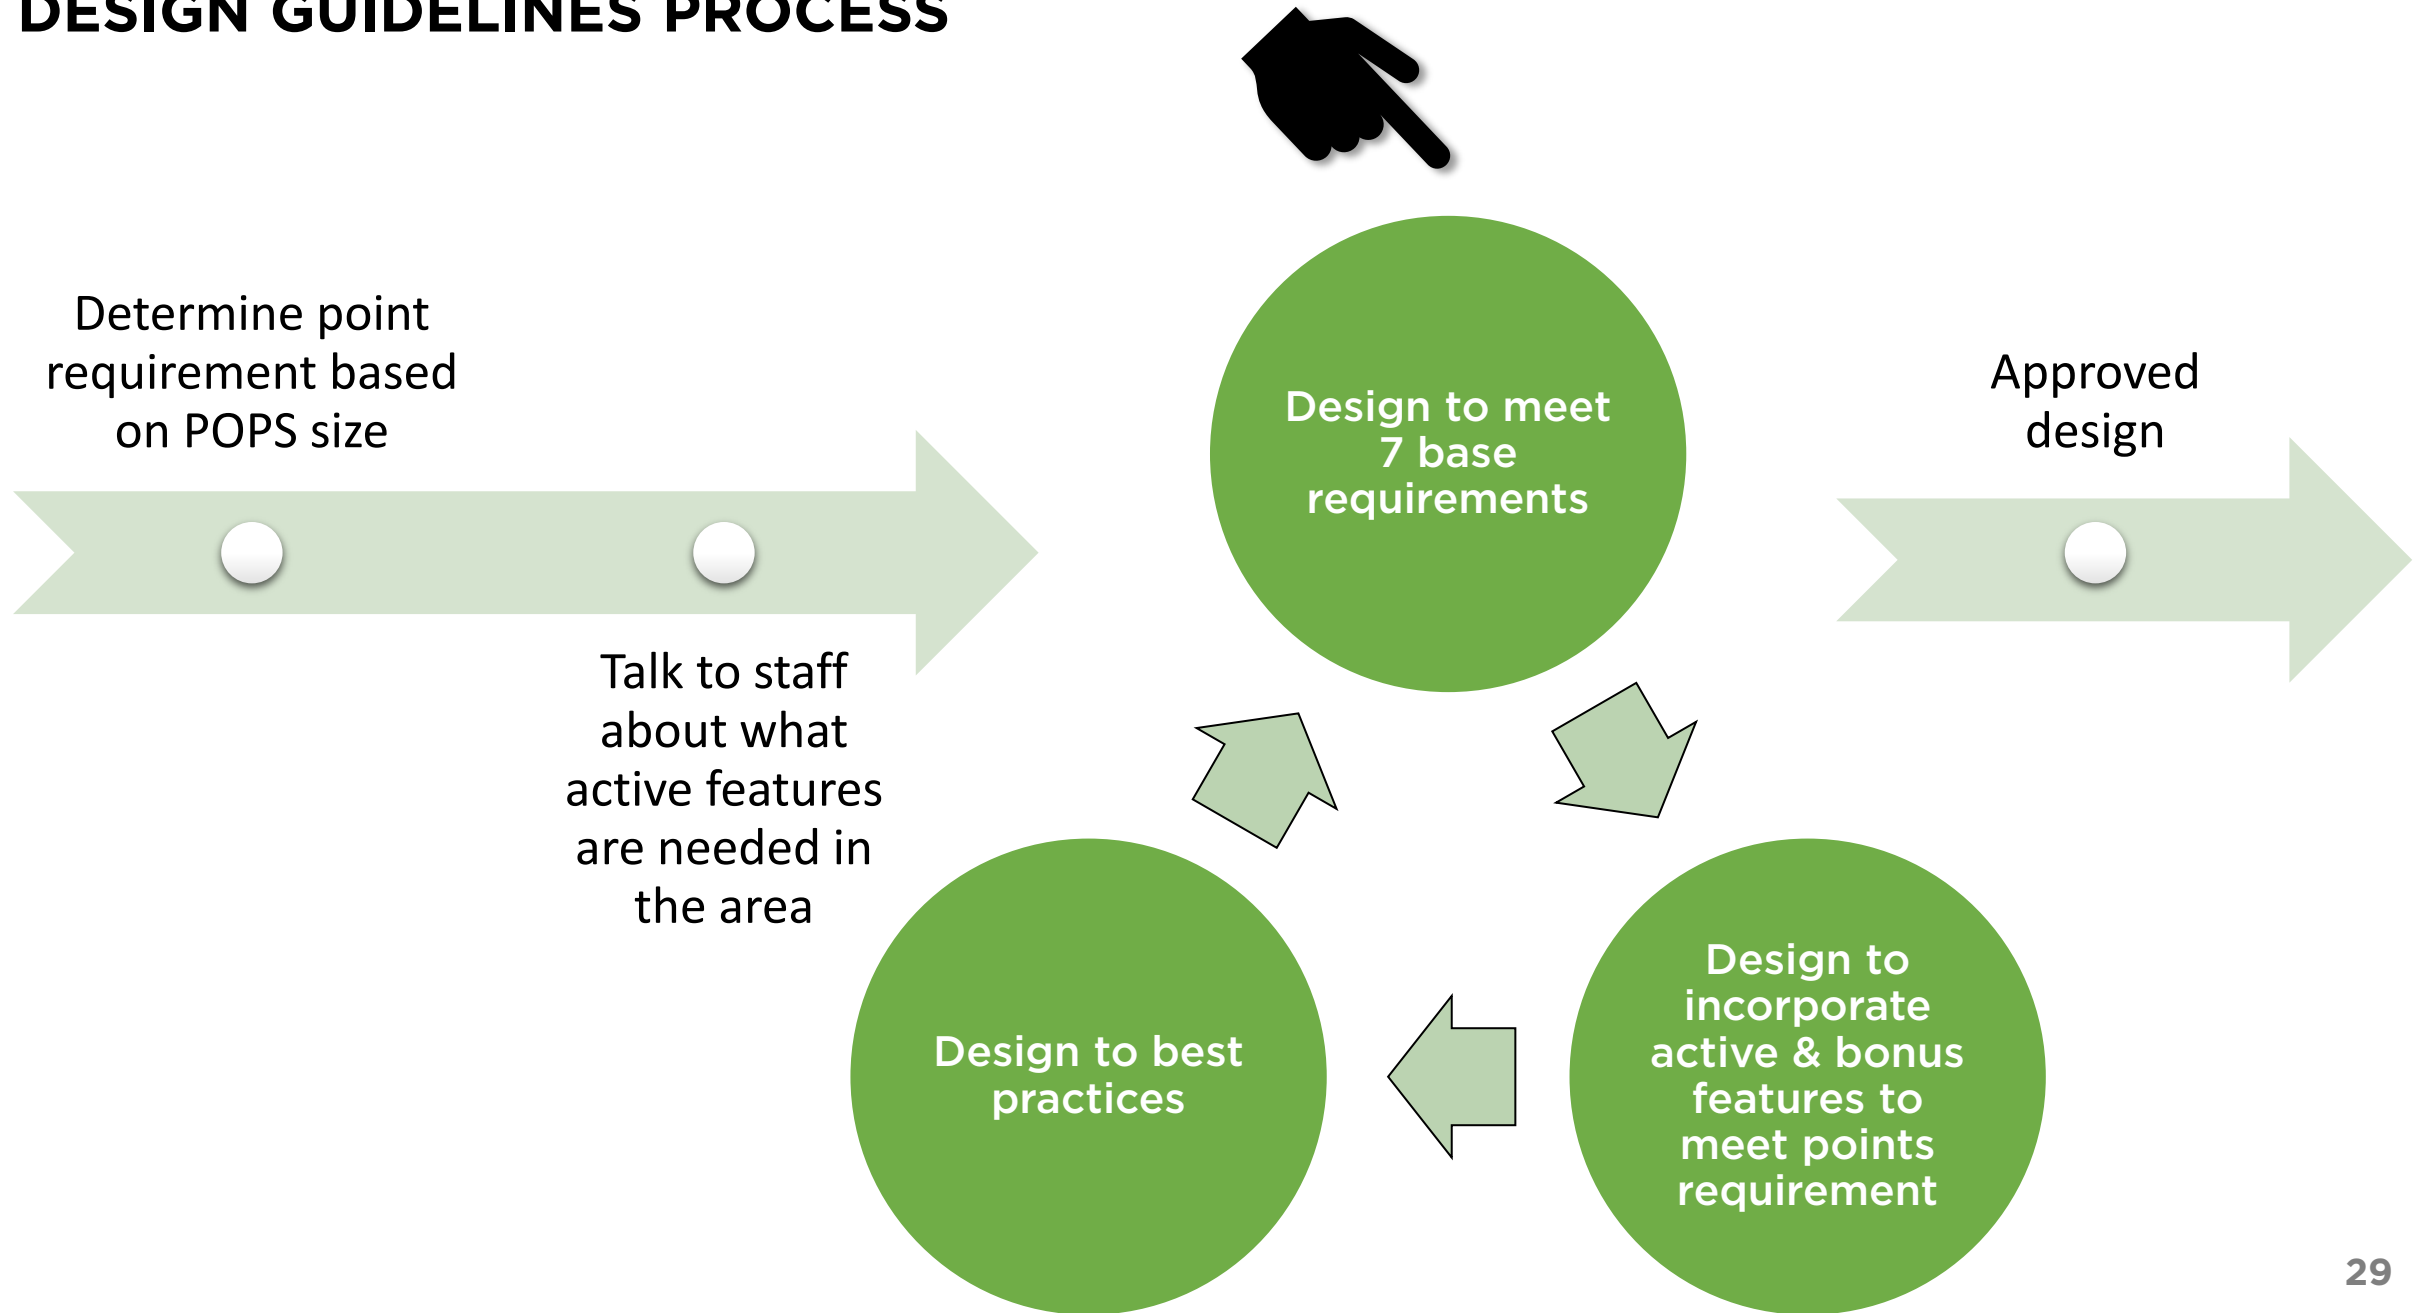 DESIGN GUIDELINES PROCESS
Determine point
requirement based
on POPS size
Talk to staff
about what
active features
are needed in
the area
Design to meet
7 base
requirements
Design to
incorporate
active & bonus
features to
meet points
requirement
Design to best
practices
Approved
design
29